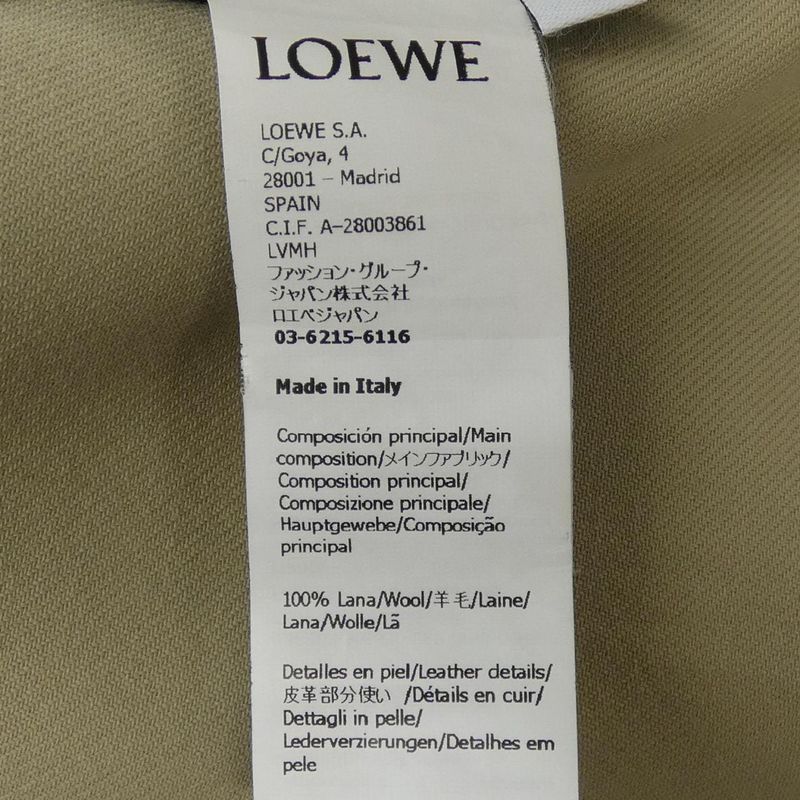 LOEWE
LOEWE S.A.
C/Goya, 4
28001 – Madrid
SPAIN
C.I.F. A-28003861
LVMH
ファッション・グループ・
ジャパン株式会社
ロエベジャパン
03-6215-6116
Made in Italy
Composición principal/Main
composition/メインファブリック/
Composition principal/
Composizione principale/
Hauptgewebe/Composição
principal
100% Lana/Wool/羊毛/Laine/
Lana/Wolle/Lã
Detalles en piel/Leather details/
皮革部分使い /Détails en cuir/
Dettagli in pelle/
Lederverzierungen/Detalhes em
pele